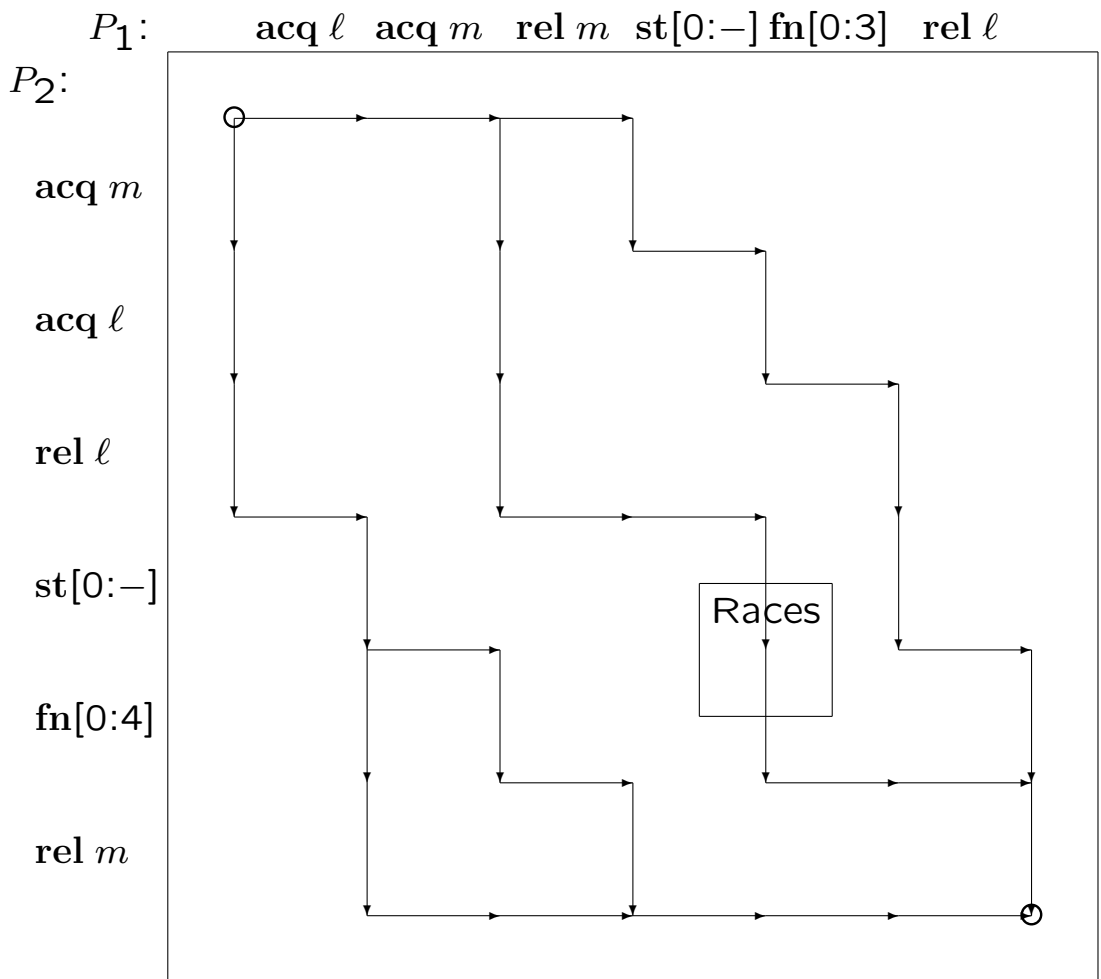 P₁: acq ℓ acq m rel m st[0:−] fn[0:3] rel ℓ
P₂:
acq m
acq ℓ
rel ℓ
st[0:−]
Races
fn[0:4]
rel m